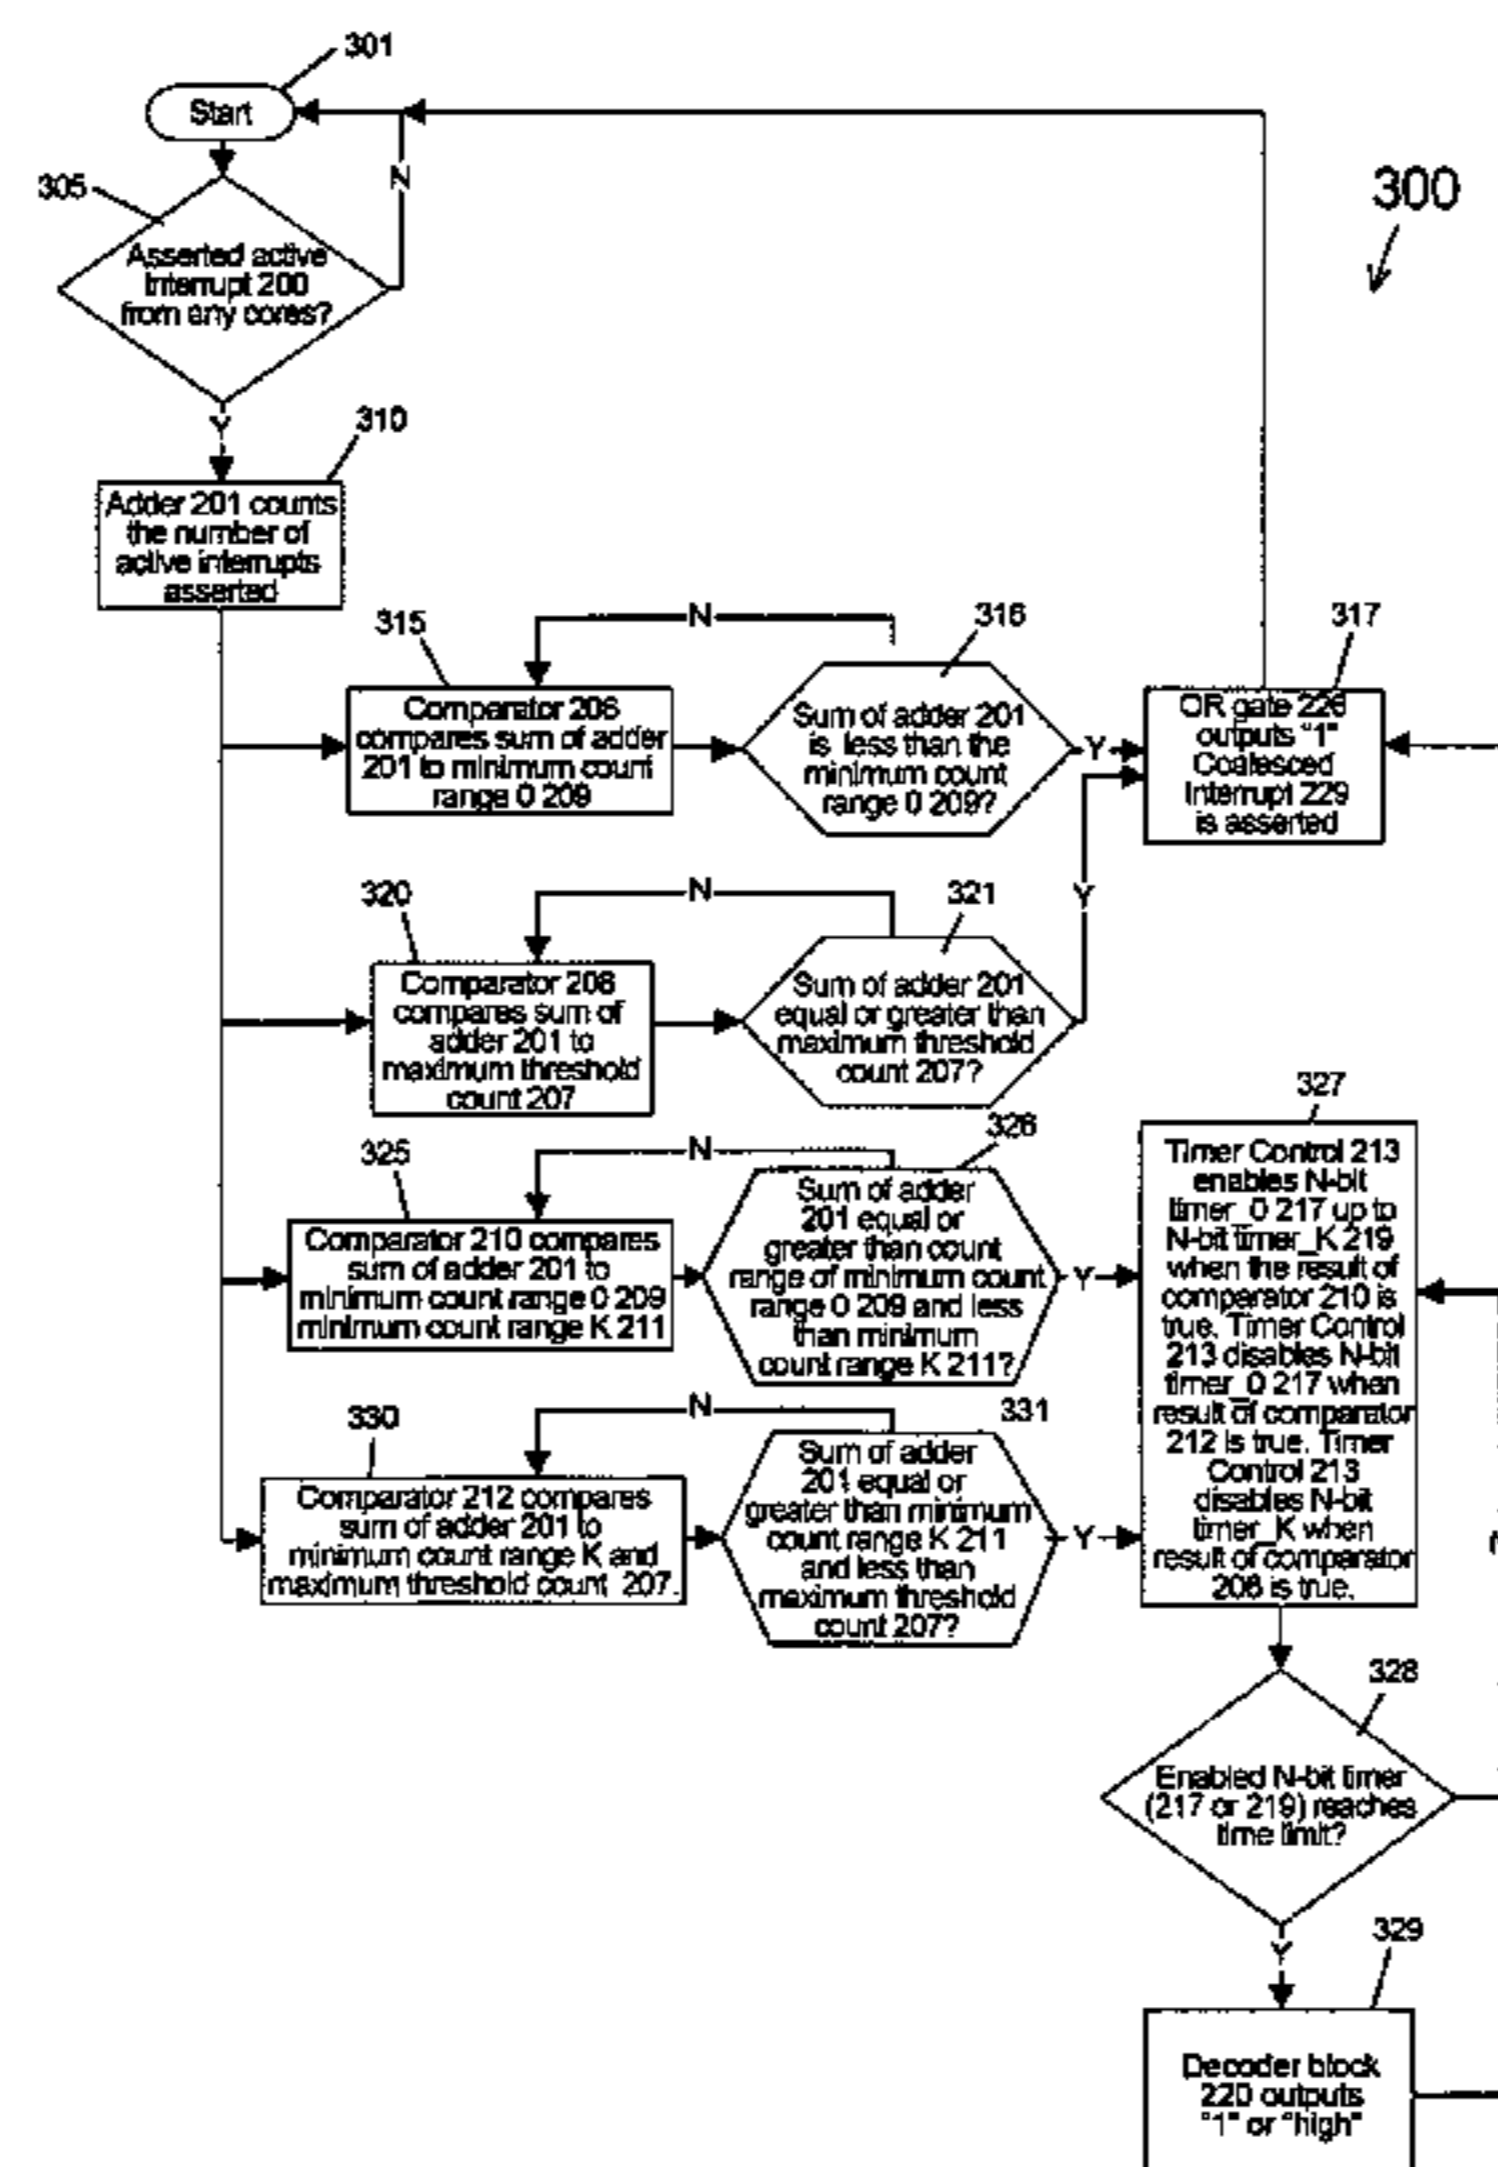 301
Start
N
305
300
Asserted active
Interrupt 200
from any cores?
Y
310
Adder 201 counts
the number of
active interrupts
asserted
315
N
316
317
Comparator 206
compares sum of adder
201 to minimum count
range 0 209
Sum of adder 201
is less than the
minimum count
range 0 209?
Y
OR gate 226
outputs "1"
Coalesced
Interrupt 229
is asserted
320
N
321
Y
Comparator 208
compares sum of
adder 201 to
maximum threshold
count 207
Sum of adder 201
equal or greater than
maximum threshold
count 207?
325
N
326
327
Comparator 210 compares
sum of adder 201 to
minimum count range 0 209
minimum count range K 211
Sum of adder
201 equal or
greater than count
range of minimum count
range 0 209 and less
than minimum
count range K 211?
Y
Timer Control 213
enables N-bit
timer_0 217 up to
N-bit timer_K 219
when the result of
comparator 210 is
true. Timer Control
213 disables N-bit
timer_0 217 when
result of comparator
212 is true. Timer
Control 213
disables N-bit
timer_K when
result of comparator
208 is true.
330
N
331
Comparator 212 compares
sum of adder 201 to
minimum count range K and
maximum threshold count 207.
Sum of adder
201 equal or
greater than minimum
count range K 211
and less than
maximum threshold
count 207?
Y
328
Enabled N-bit timer
(217 or 219) reaches
time limit?
Y
329
Decoder block
220 outputs
"1" or "high"